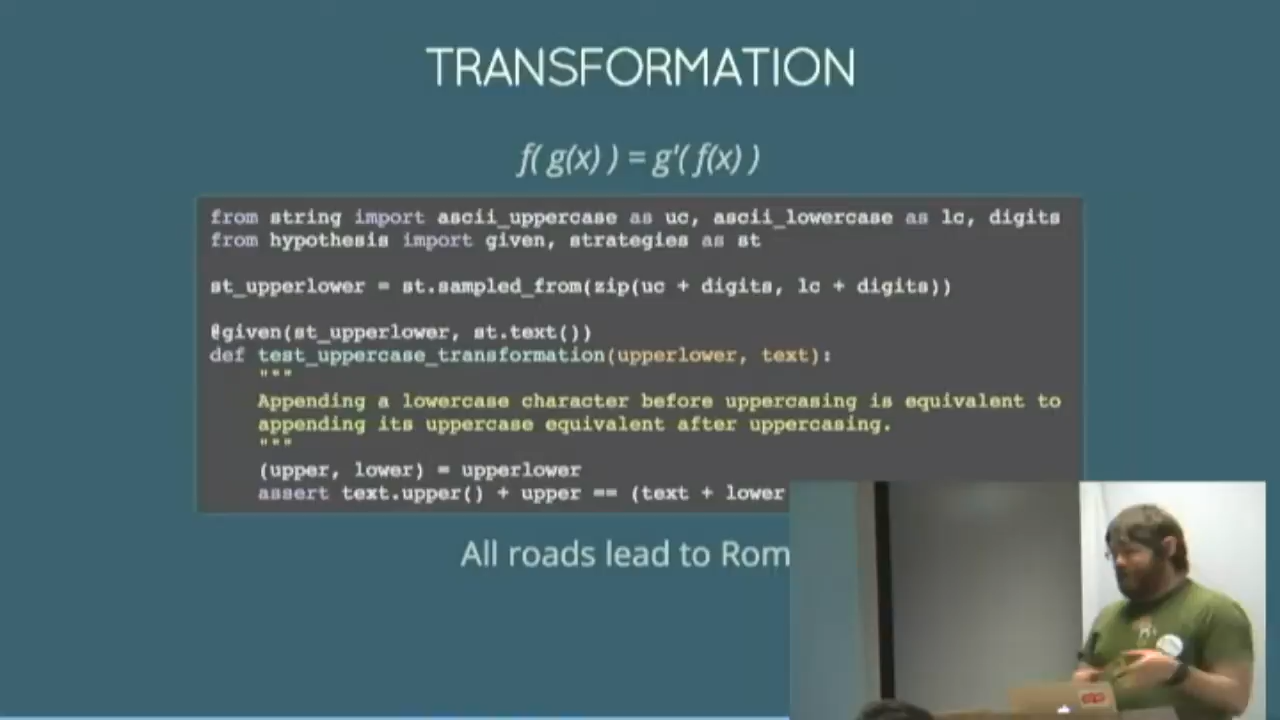 TRANSFORMATION
f( g(x) ) = g'( f(x) )
from string import ascii_uppercase as uc, ascii_lowercase as lc, digits
from hypothesis import given, strategies as st
st_upperlower = st.sampled_from(zip(uc + digits, lc + digits))
@given(st_upperlower, st.text())
def test_uppercase_transformation(upperlower, text):
"""
Appending a lowercase character before uppercasing is equivalent to
appending its uppercase equivalent after uppercasing.
"""
(upper, lower) = upperlower
assert text.upper() + upper == (text + lower
All roads lead to Rom